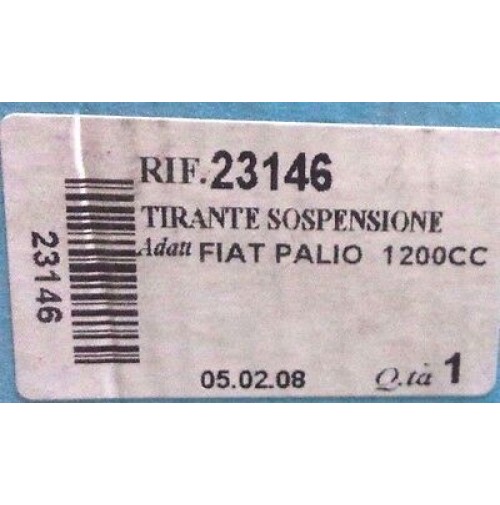 RIF.23146
TIRANTE SOSPENSIONE
Adatt FIAT PALIO 1200CC
05.02.08 Q.tà 1
23146